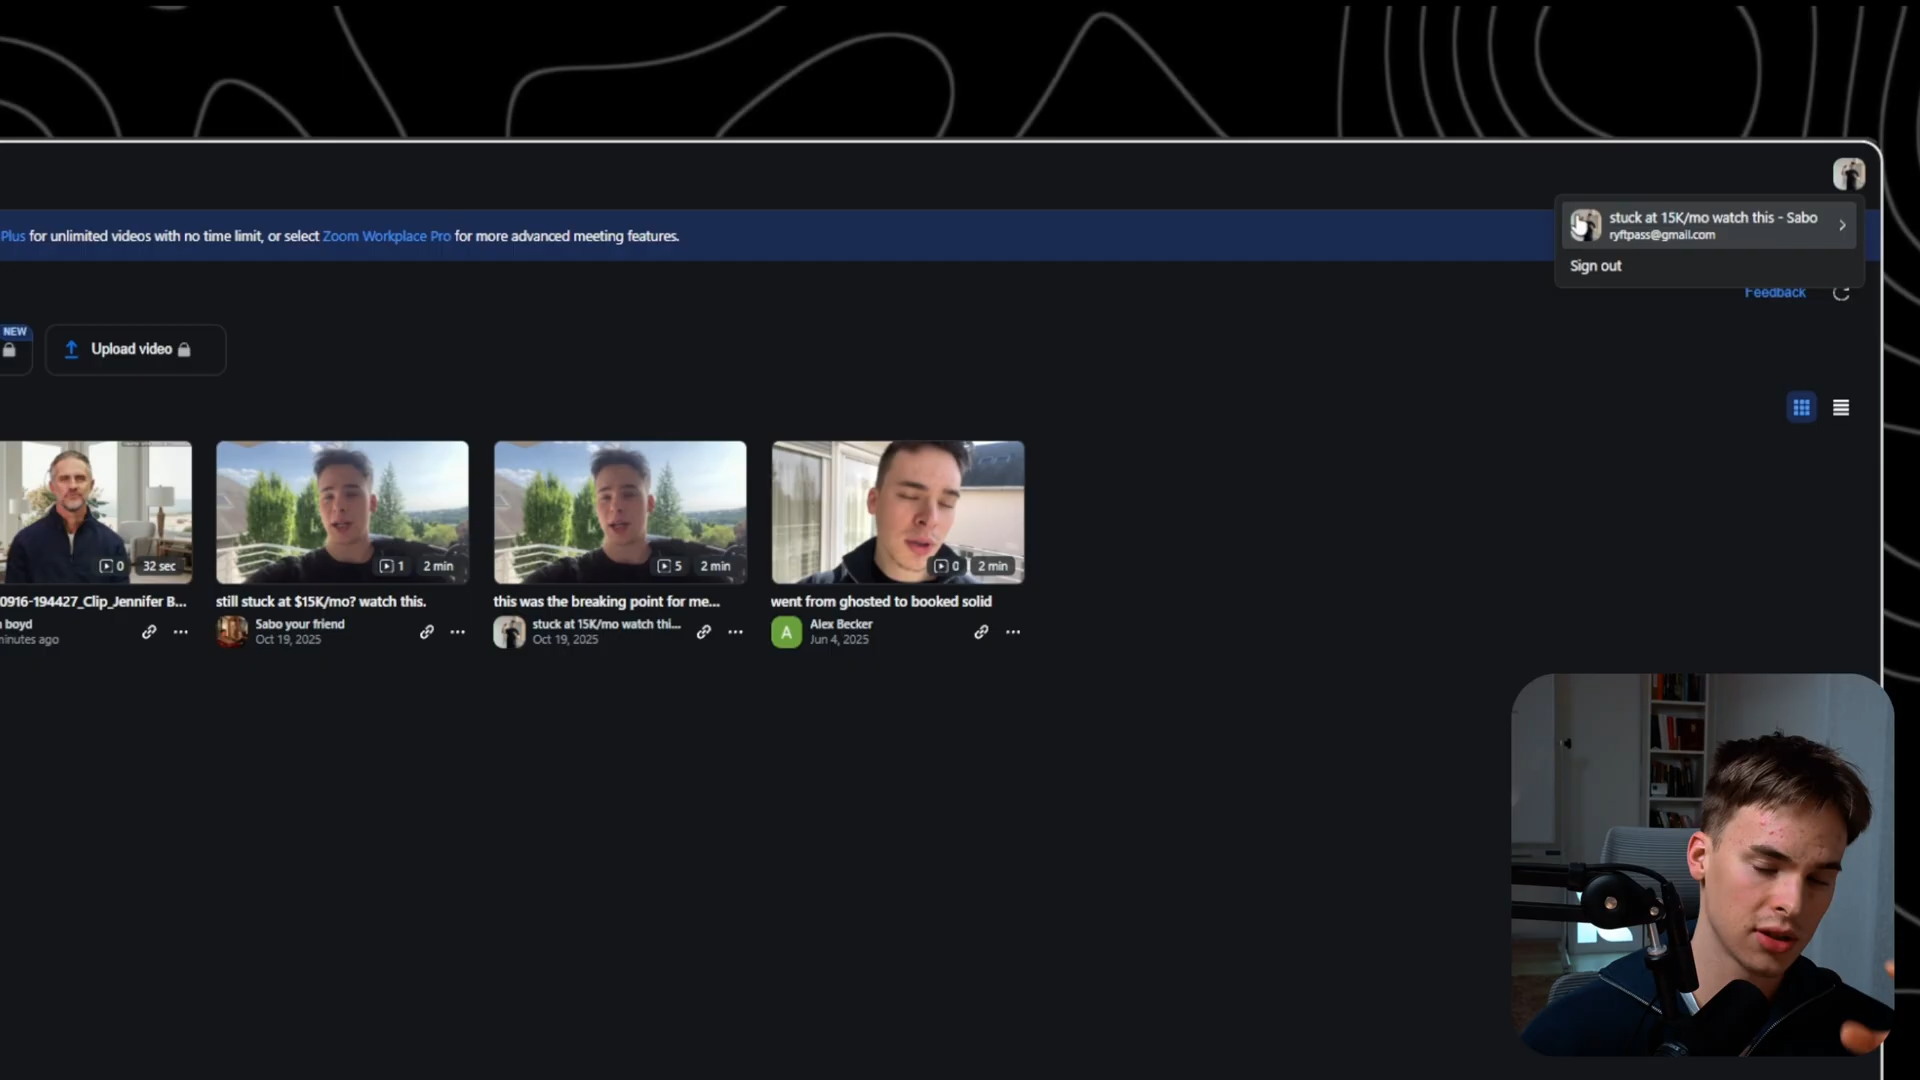 stuck at 15K/mo watch this - Sabo
ryftpass@gmail.com
Sign out
Plus for unlimited videos with no time limit, or select Zoom Workplace Pro for more advanced meeting features.
Feedback
NEW
Upload video
0 32 sec
1 2 min
5 2 min
0 2 min
0916-194427_Clip_Jennifer B...
boyd
minutes ago
still stuck at $15K/mo? watch this.
Sabo your friend
Oct 19, 2025
this was the breaking point for me...
stuck at 15K/mo watch thi...
Oct 19, 2025
went from ghosted to booked solid
A
Alex Becker
Jun 4, 2025